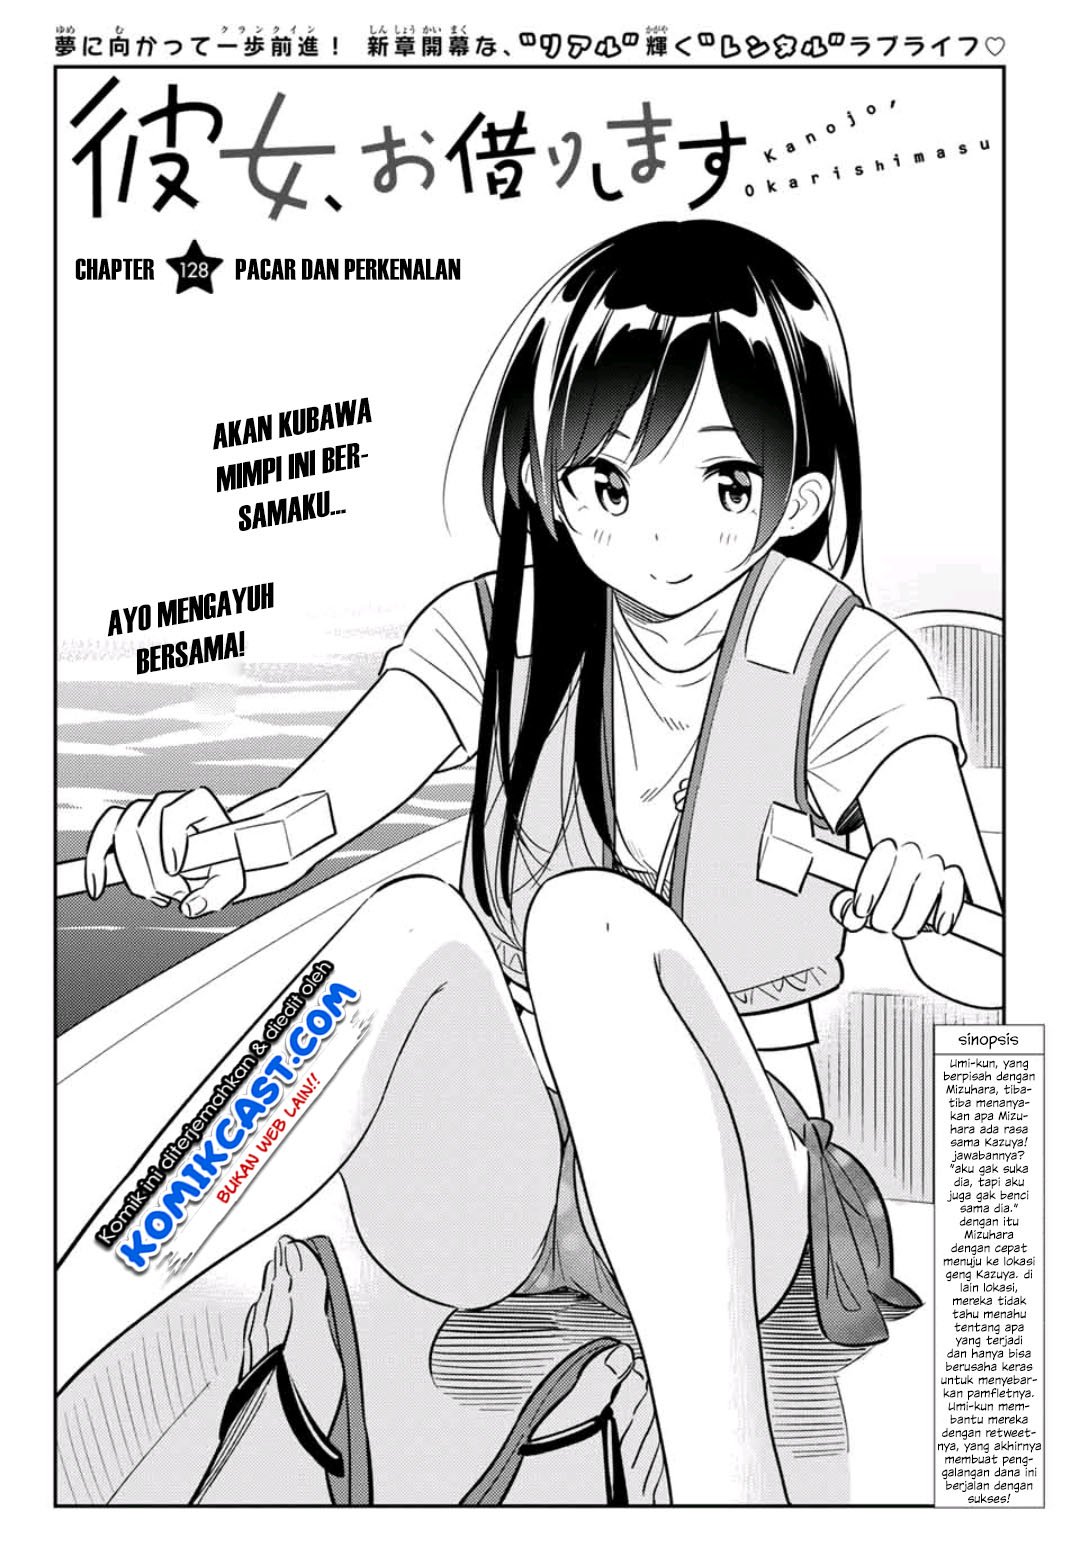 夢に向かって一歩前進！ 新章開幕な、"リアル"輝く"レンタル"ラブライフ♡
彼女、お借りします
Kanojo,
Okarishimasu
CHAPTER 128 PACAR DAN PERKENALAN
AKAN KUBAWA
MIMPI INI BER-
SAMAKU...
AYO MENGAYUH
BERSAMA!
Komik ini diterjemahkan & diedit oleh
KOMIKCAST.COM
BUKAN WEB LAIN!!
sinopsis
Umi-kun, yang
berpisah dengan
Mizuhara, tiba-
tiba menanya-
kan apa Mizu-
hara ada rasa
sama Kazuya!
jawabannya?
"aku gak suka
dia, tapi aku
juga gak benci
sama dia."
dengan itu
Mizuhara
dengan cepat
menuju ke lokasi
geng Kazuya. di
lain lokasi,
mereka tidak
tahu menahu
tentang apa
yang terjadi
dan hanya bisa
berusaha keras
untuk menyebar-
kan pamfletnya.
Umi-kun mem-
bantu mereka
dengan retweet-
nya, yang akhirnya
membuat peng-
galangan dana ini
berjalan dengan
sukses!